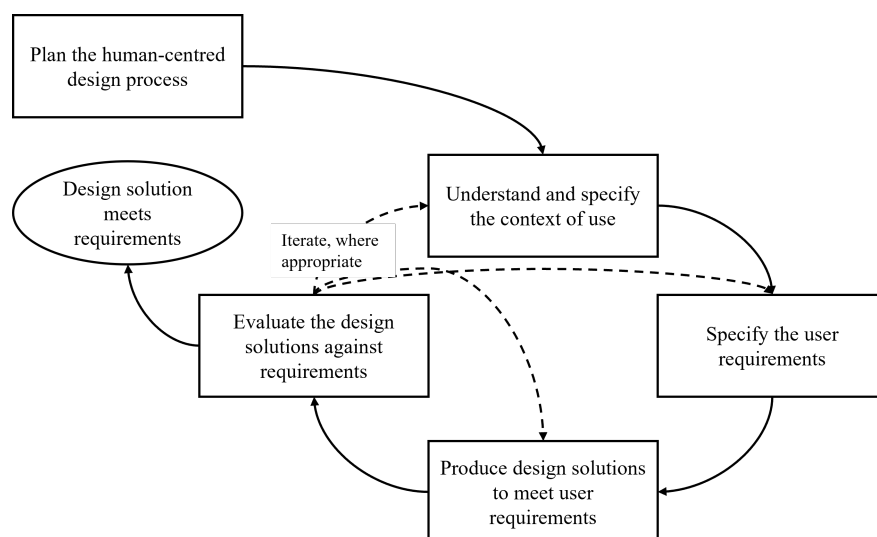 Plan the human-centred
design process
Understand and specify
the context of use
Design solution
meets
requirements
Iterate, where
appropriate
Evaluate the design
solutions against
requirements
Specify the user
requirements
Produce design solutions
to meet user
requirements